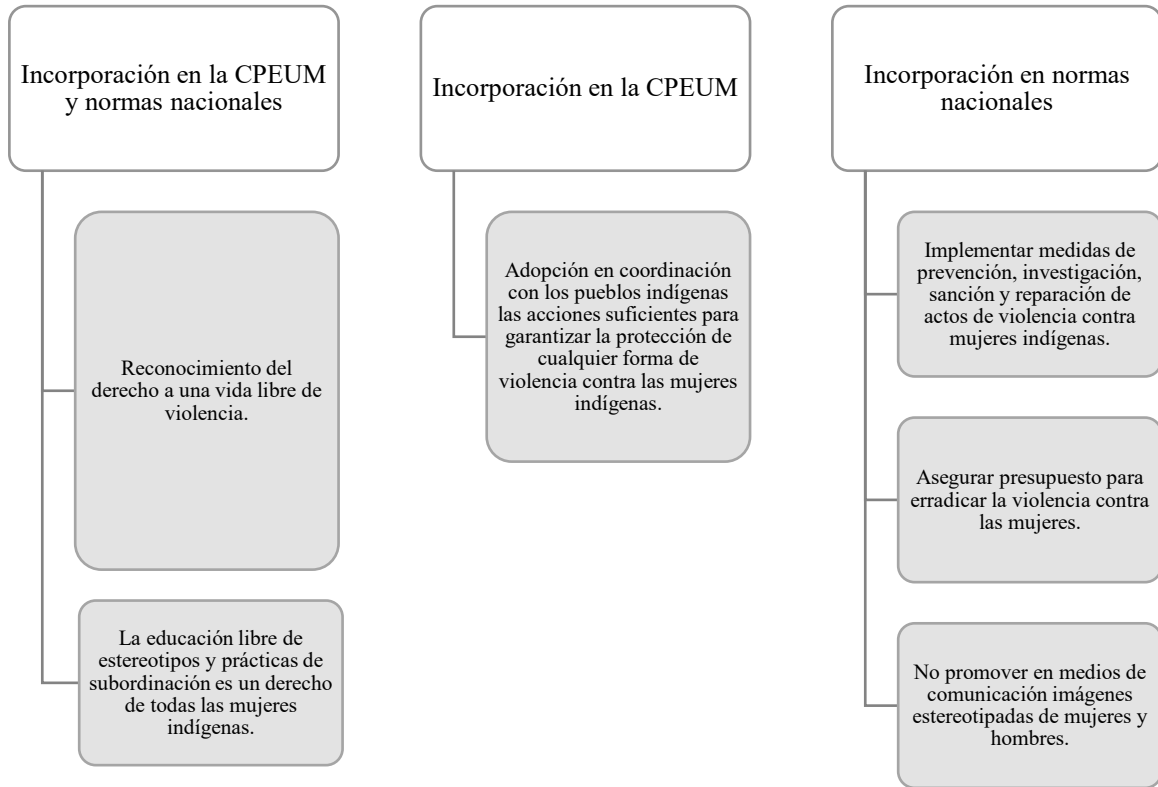 Incorporación en la CPEUM
y normas nacionales
Reconocimiento del
derecho a una vida libre de
violencia.
La educación libre de
estereotipos y prácticas de
subordinación es un derecho
de todas las mujeres
indígenas.
Incorporación en la CPEUM
Adopción en coordinación
con los pueblos indígenas
las acciones suficientes para
garantizar la protección de
cualquier forma de
violencia contra las mujeres
indígenas.
Incorporación en normas
nacionales
Implementar medidas de
prevención, investigación,
sanción y reparación de
actos de violencia contra
mujeres indígenas.
Asegurar presupuesto para
erradicar la violencia contra
las mujeres.
No promover en medios de
comunicación imágenes
estereotipadas de mujeres y
hombres.